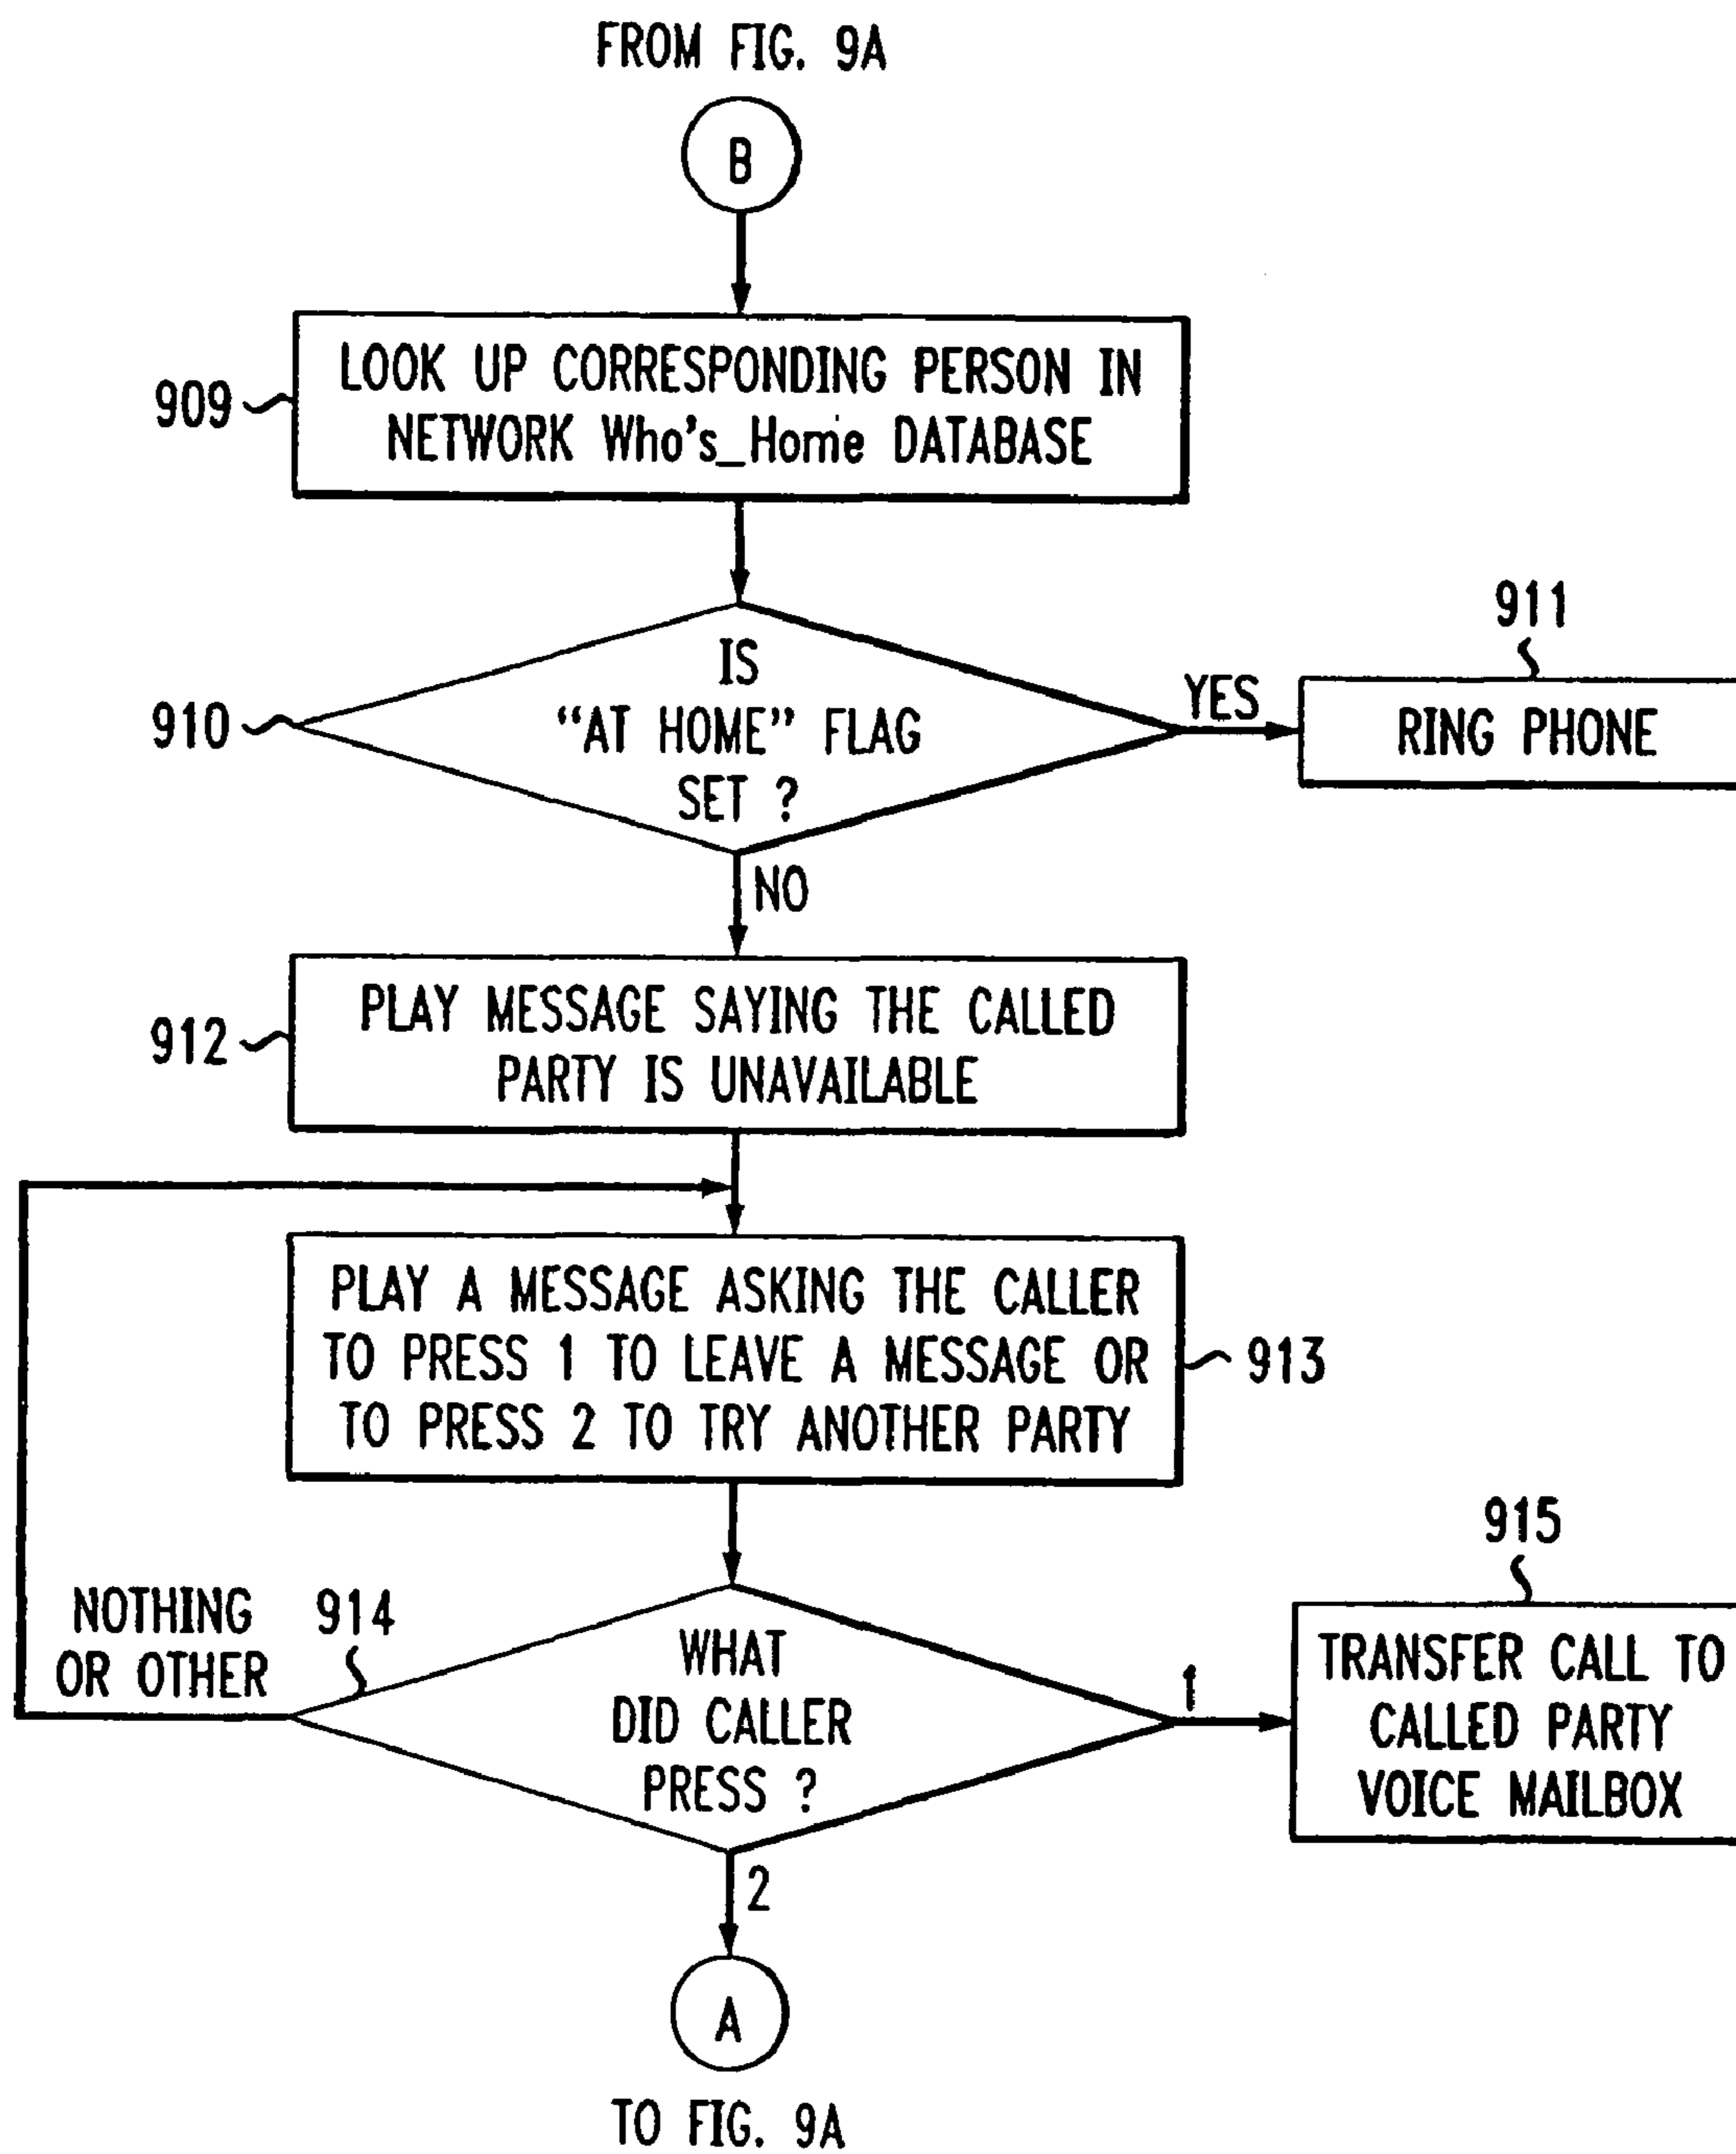 FROM FIG. 9A
B
909
LOOK UP CORRESPONDING PERSON IN
NETWORK Who's_Home DATABASE
910
IS
“AT HOME” FLAG
SET ?
YES
911
RING PHONE
NO
912
PLAY MESSAGE SAYING THE CALLED
PARTY IS UNAVAILABLE
PLAY A MESSAGE ASKING THE CALLER
TO PRESS 1 TO LEAVE A MESSAGE OR
TO PRESS 2 TO TRY ANOTHER PARTY
913
NOTHING
OR OTHER
914
WHAT
DID CALLER
PRESS ?
1
915
TRANSFER CALL TO
CALLED PARTY
VOICE MAILBOX
2
A
TO FIG. 9A